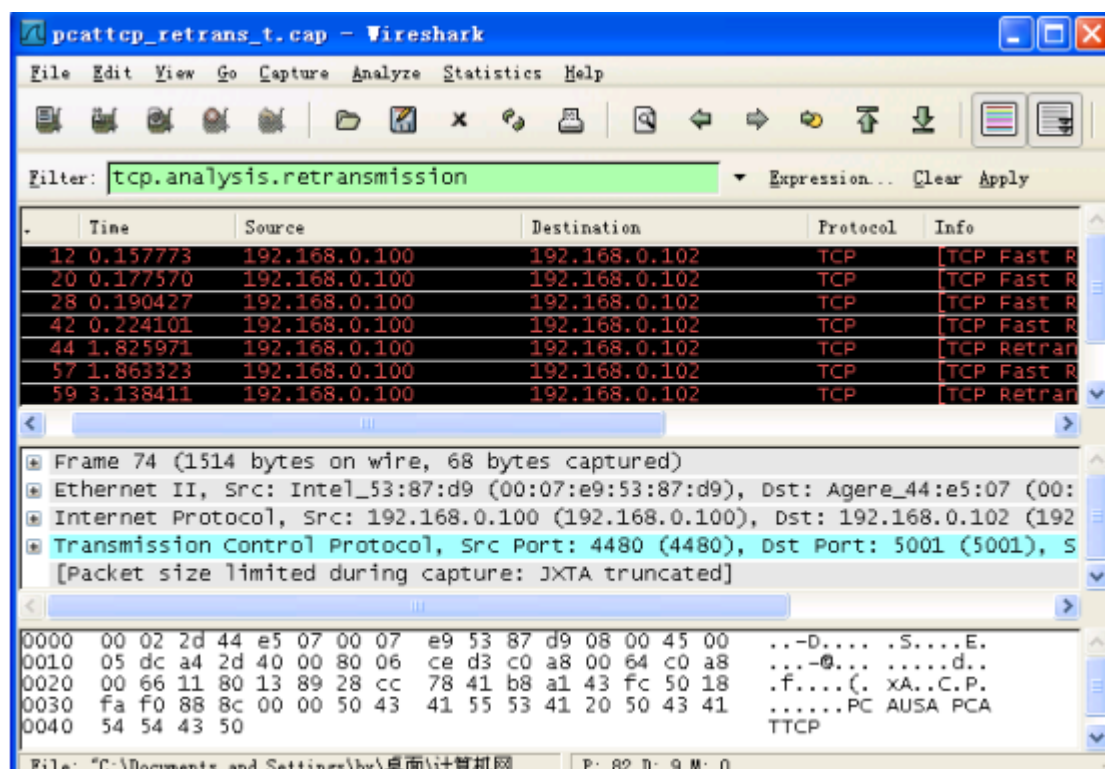 pcattcp_retrans_t.cap - Wireshark
File Edit View Go Capture Analyze Statistics Help
Filter: tcp.analysis.retransmission Expression... Clear Apply
. Time Source Destination Protocol Info
12 0.157773 192.168.0.100 192.168.0.102 TCP [TCP Fast R
20 0.177570 192.168.0.100 192.168.0.102 TCP [TCP Fast R
28 0.190427 192.168.0.100 192.168.0.102 TCP [TCP Fast R
42 0.224101 192.168.0.100 192.168.0.102 TCP [TCP Fast R
44 1.825971 192.168.0.100 192.168.0.102 TCP [TCP Retran
57 1.863323 192.168.0.100 192.168.0.102 TCP [TCP Fast R
59 3.138411 192.168.0.100 192.168.0.102 TCP [TCP Retran
Frame 74 (1514 bytes on wire, 68 bytes captured)
Ethernet II, Src: Intel_53:87:d9 (00:07:e9:53:87:d9), Dst: Agere_44:e5:07 (00:
Internet Protocol, Src: 192.168.0.100 (192.168.0.100), Dst: 192.168.0.102 (192
Transmission Control Protocol, Src Port: 4480 (4480), Dst Port: 5001 (5001), S
[Packet size limited during capture: JXTA truncated]
0000 00 02 2d 44 e5 07 00 07 e9 53 87 d9 08 00 45 00 ..-D..... .S....E.
0010 05 dc a4 2d 40 00 80 06 ce d3 c0 a8 00 64 c0 a8 ...-@... .....d..
0020 00 66 11 80 13 89 28 cc 78 41 b8 a1 43 fc 50 18 .f....(. xA..C.P.
0030 fa f0 88 8c 00 00 50 43 41 55 53 41 20 50 43 41 ......PC AUSA PCA
0040 54 54 43 50 TTCP
File: "C:\Documents and Settings\hx\桌面\计算机网 P: 82 D: 9 M: 0